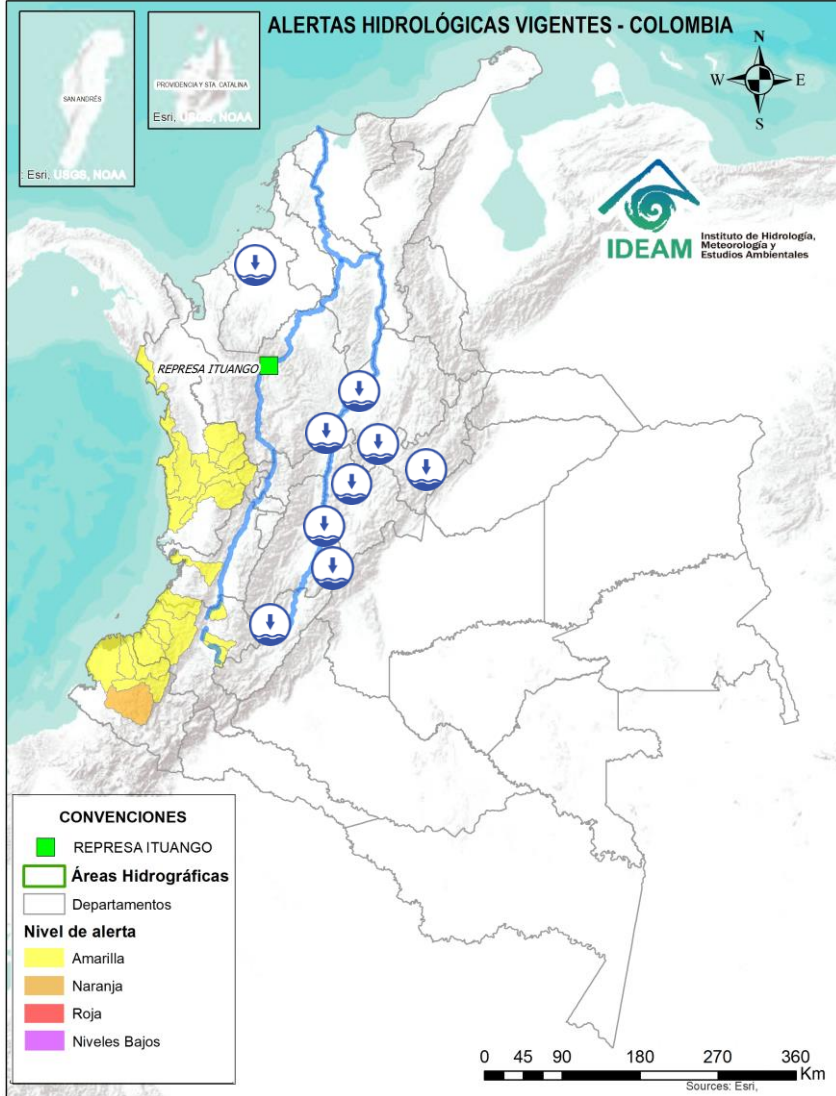 ALERTAS HIDROLÓGICAS VIGENTES - COLOMBIA
SAN ANDRÉS
: Esri, USGS, NOAA
PROVIDENCIA Y STA. CATALINA
Esri, USGS, NOAA
N
W
E
S
IDEAM
Instituto de Hidrología,
Meteorología y
Estudios Ambientales
REPRESA ITUANGO
CONVENCIONES
REPRESA ITUANGO
Áreas Hidrográficas
Departamentos
Nivel de alerta
Amarilla
Naranja
Roja
Niveles Bajos
0 45 90 180 270 360
Km
Sources: Esri,